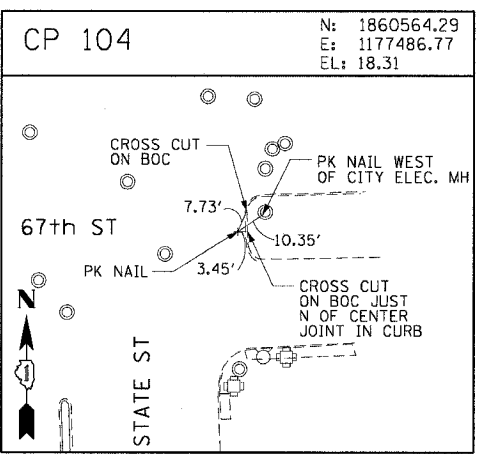 CP 104
N: 1860564.29
E: 1177486.77
EL: 18.31
CROSS CUT
ON BOC
PK NAIL WEST
OF CITY ELEC. MH
7.73'
67th ST
10.35'
PK NAIL
3.45'
CROSS CUT
ON BOC JUST
N OF CENTER
JOINT IN CURB
N
STATE ST